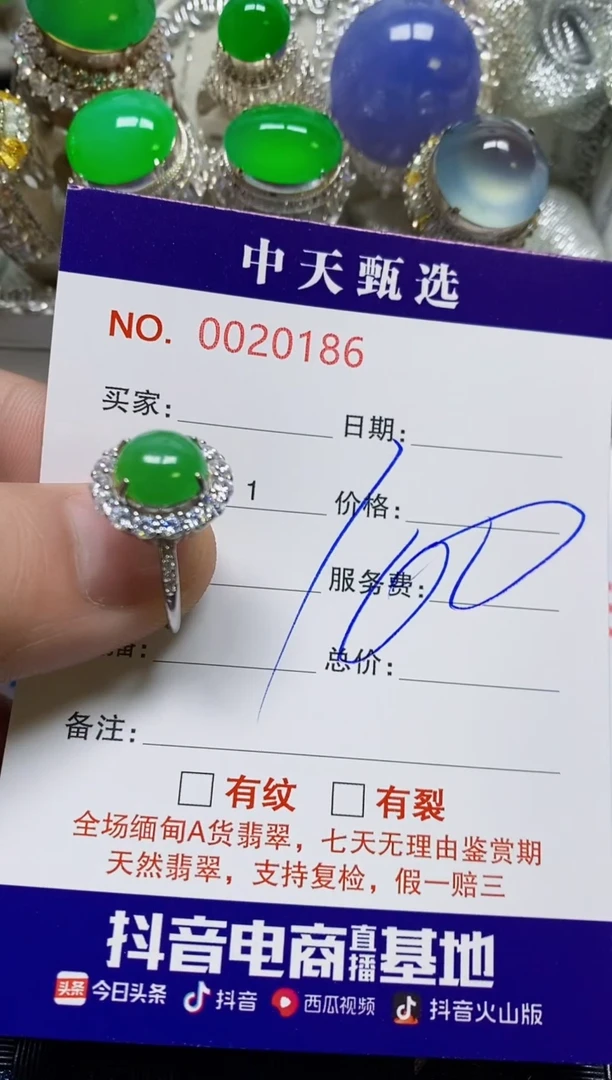 中天甄选
NO. 0020186
买家:
日期:
1
价格:
100
服务费:
备:
总价:
备注:
有纹 有裂
全场缅甸A货翡翠，七天无理由鉴赏期
天然翡翠，支持复检，假一赔三
抖音电商直播基地
头条 今日头条 抖音 西瓜视频 抖音火山版